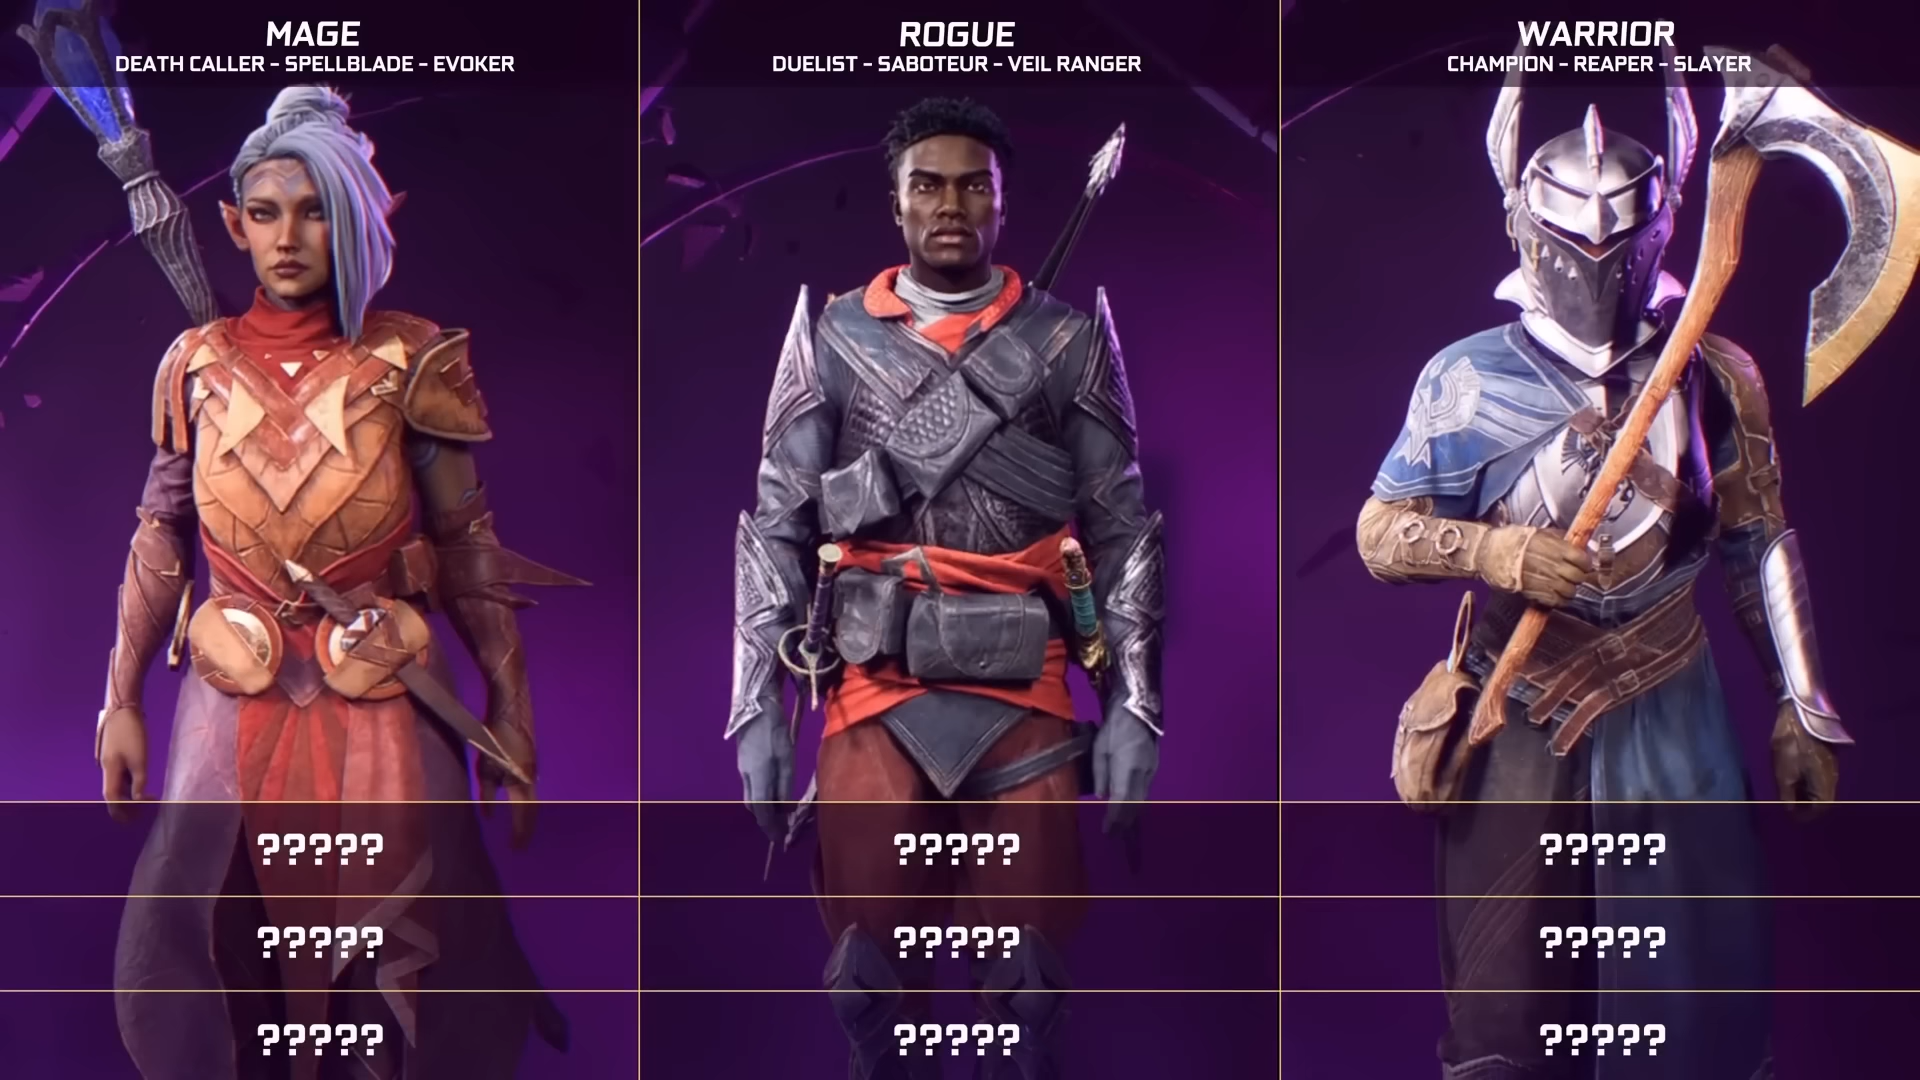 MAGE
DEATH CALLER - SPELLBLADE - EVOKER
ROGUE
DUELIST - SABOTEUR - VEIL RANGER
WARRIOR
CHAMPION - REAPER - SLAYER
?????
?????
?????
?????
?????
?????
?????
?????
?????